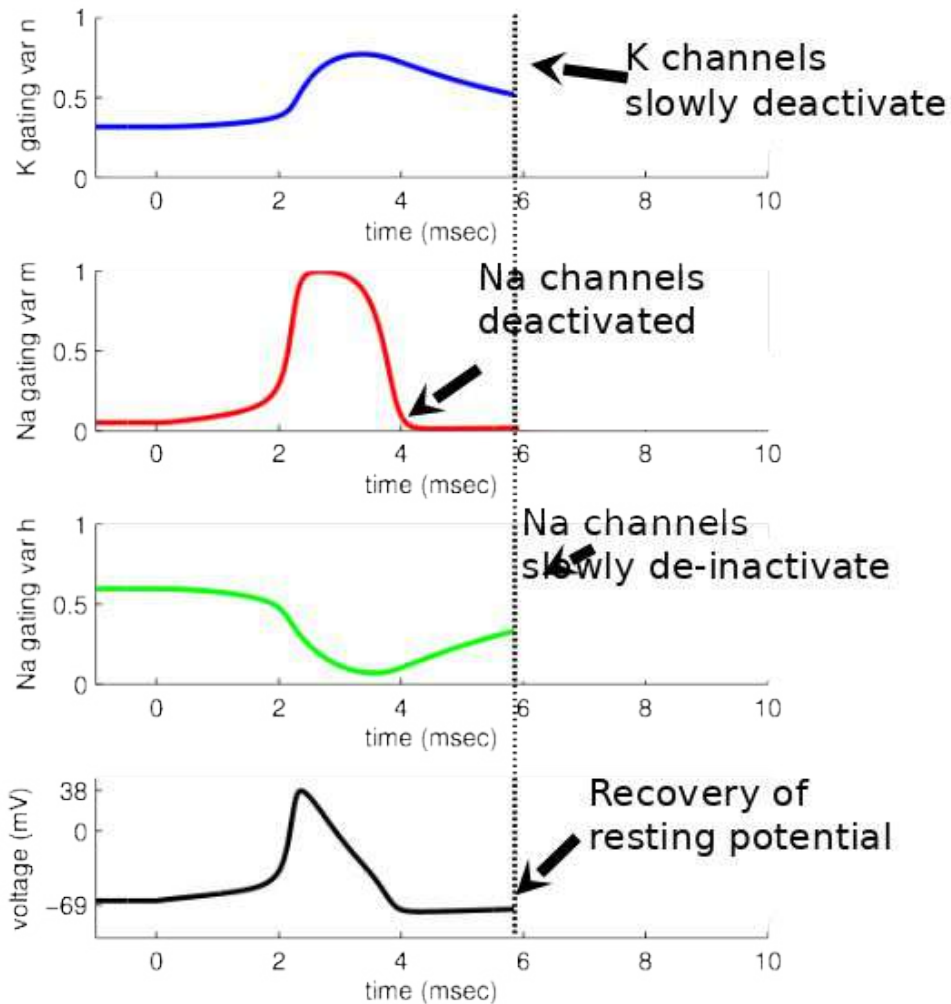 K gating var n
1
0.5
0
0 2 4 6 8 10
time (msec)
K channels
slowly deactivate
Na gating var m
1
0.5
0
0 2 4 6 8 10
time (msec)
Na channels
deactivated
Na gating var h
1
0.5
0
0 2 4 6 8 10
time (msec)
Na channels
slowly de-inactivate
voltage (mV)
38
0
−69
0 2 4 6 8 10
time (msec)
Recovery of
resting potential